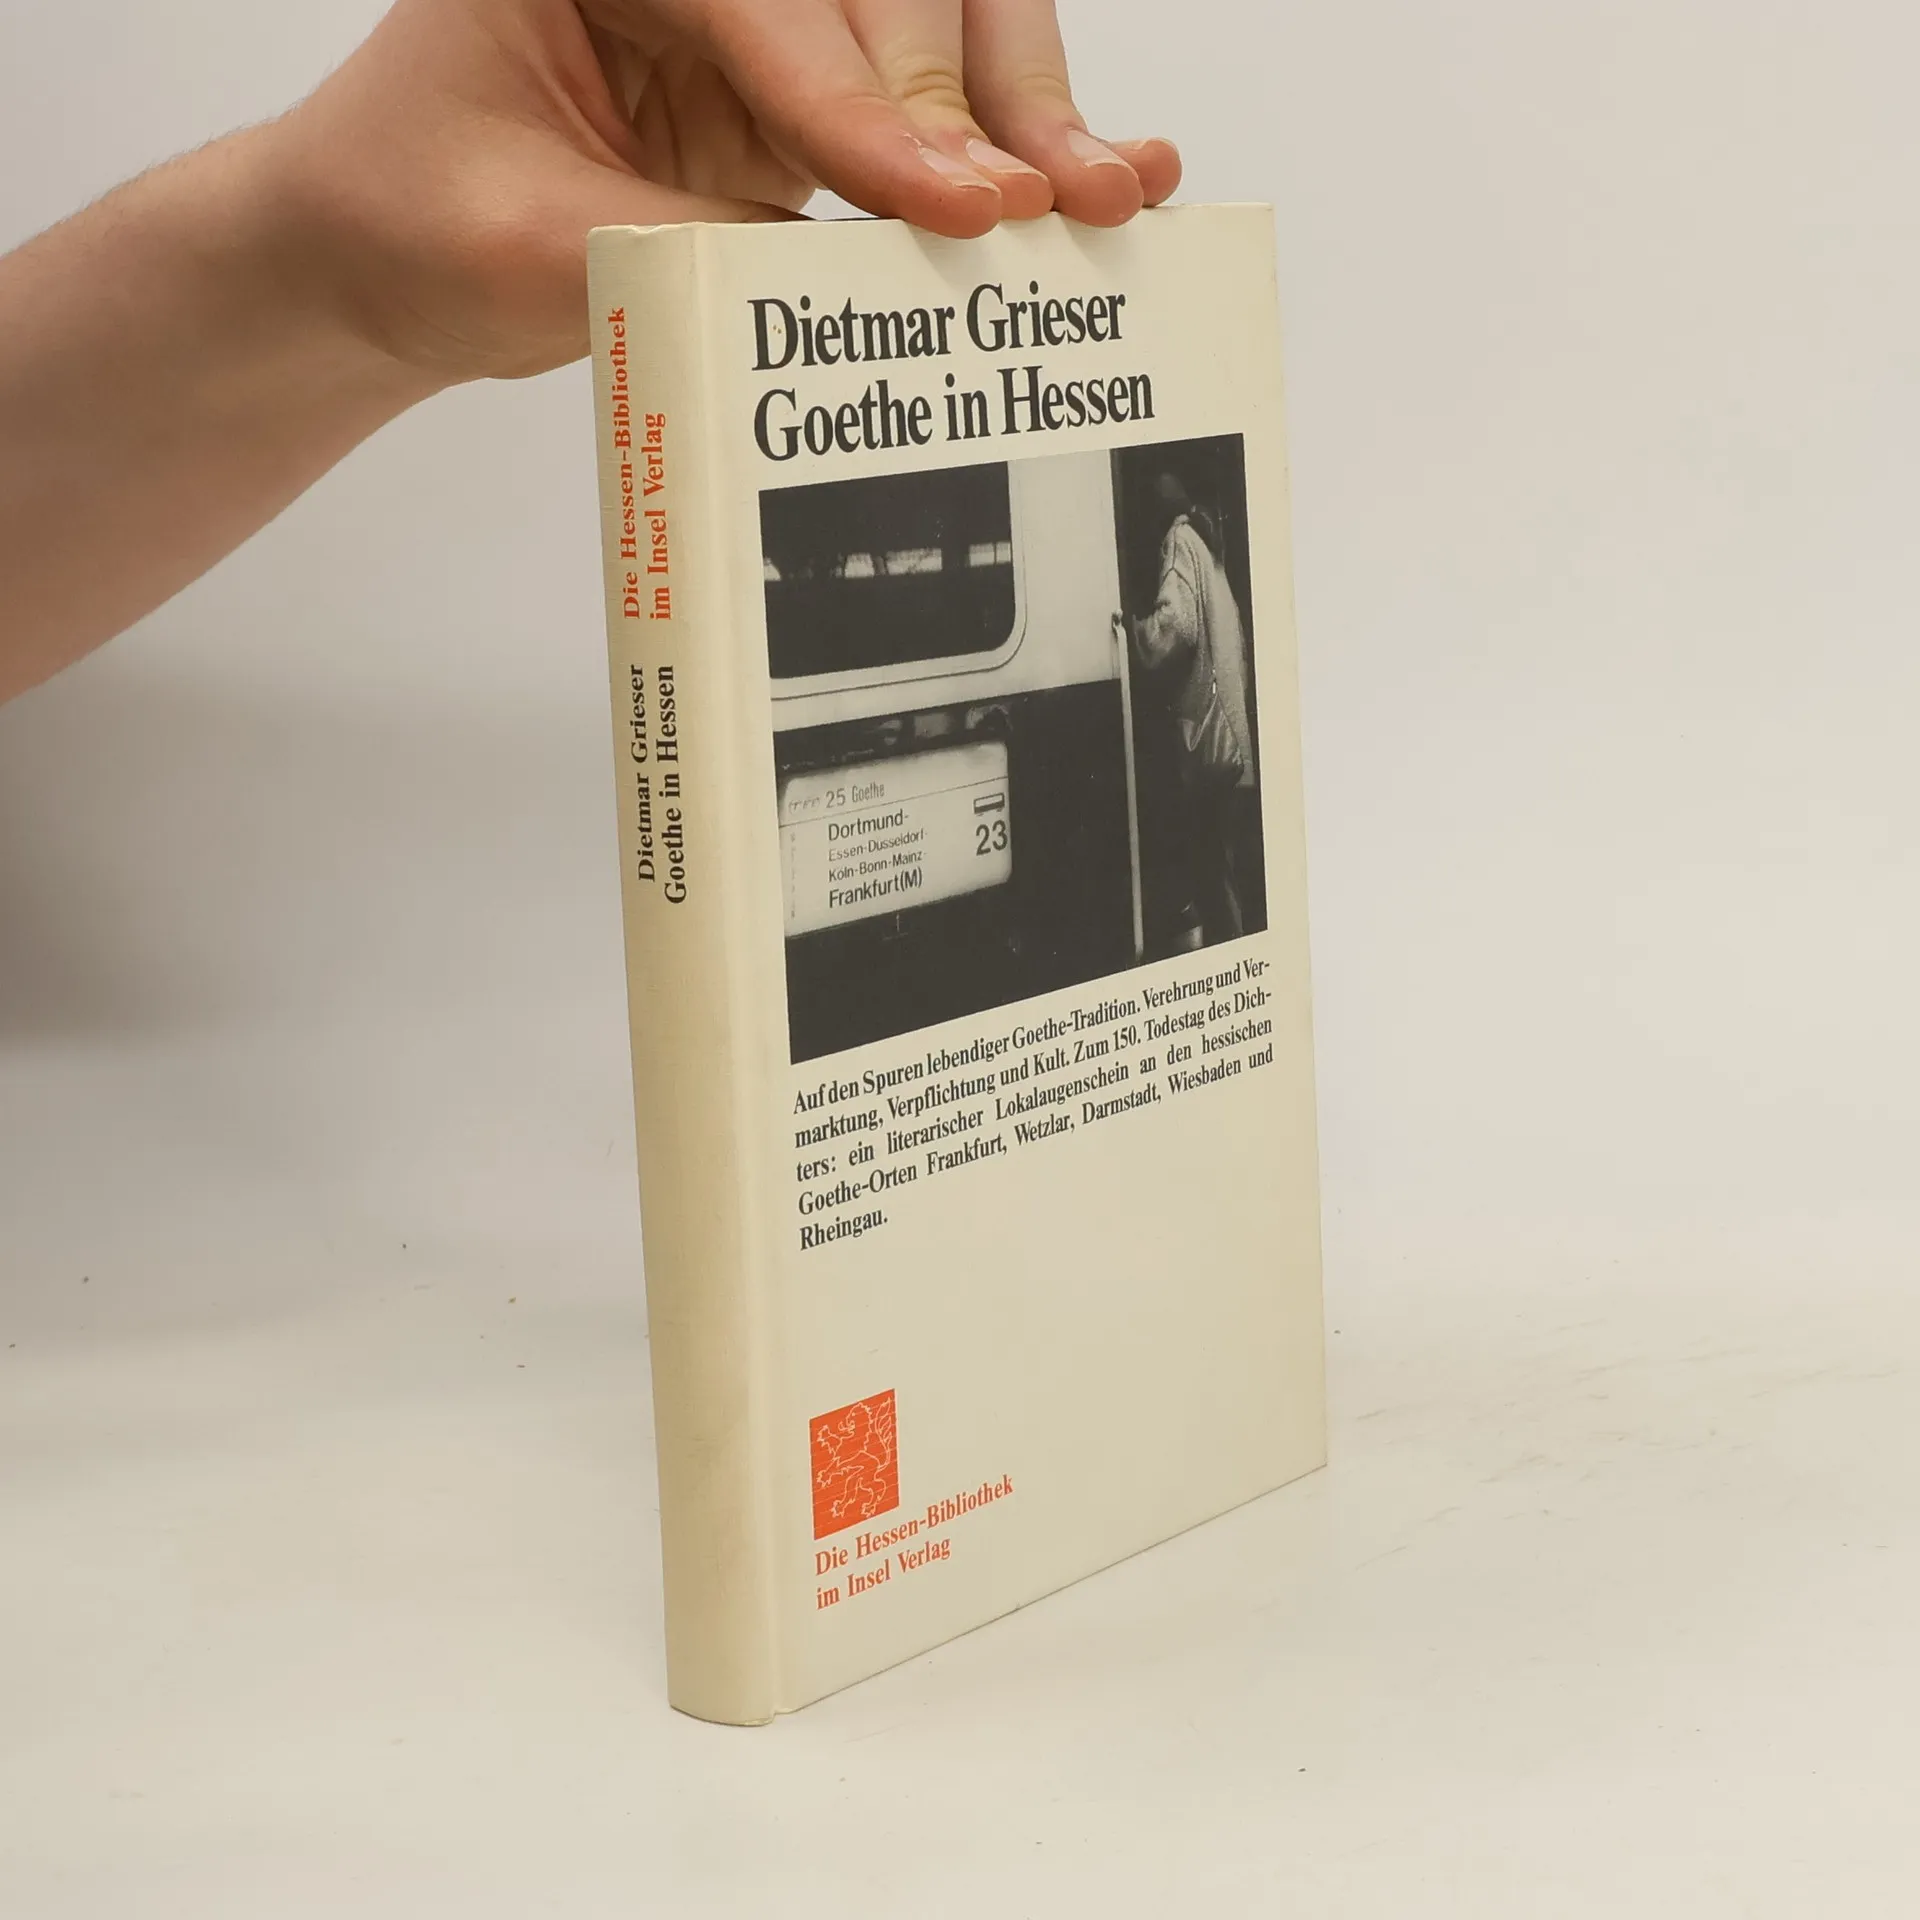 Die Hessen-Bibliothek
im Insel Verlag
Dietmar Grieser
Goethe in Hessen
Dietmar Grieser
Goethe in Hessen
25 Goethe
Dortmund-
Essen-Düsseldorf-
Köln-Bonn-Mainz-
Frankfurt(M)
23
Auf den Spuren lebendiger Goethe-Tradition. Verehrung und Ver-
marktung, Verpflichtung und Kult. Zum 150. Todestag des Dich-
ters: ein literarischer Lokalaugenschein an den hessischen
Goethe-Orten Frankfurt, Wetzlar, Darmstadt, Wiesbaden und
Rheingau.
Die Hessen-Bibliothek
im Insel Verlag